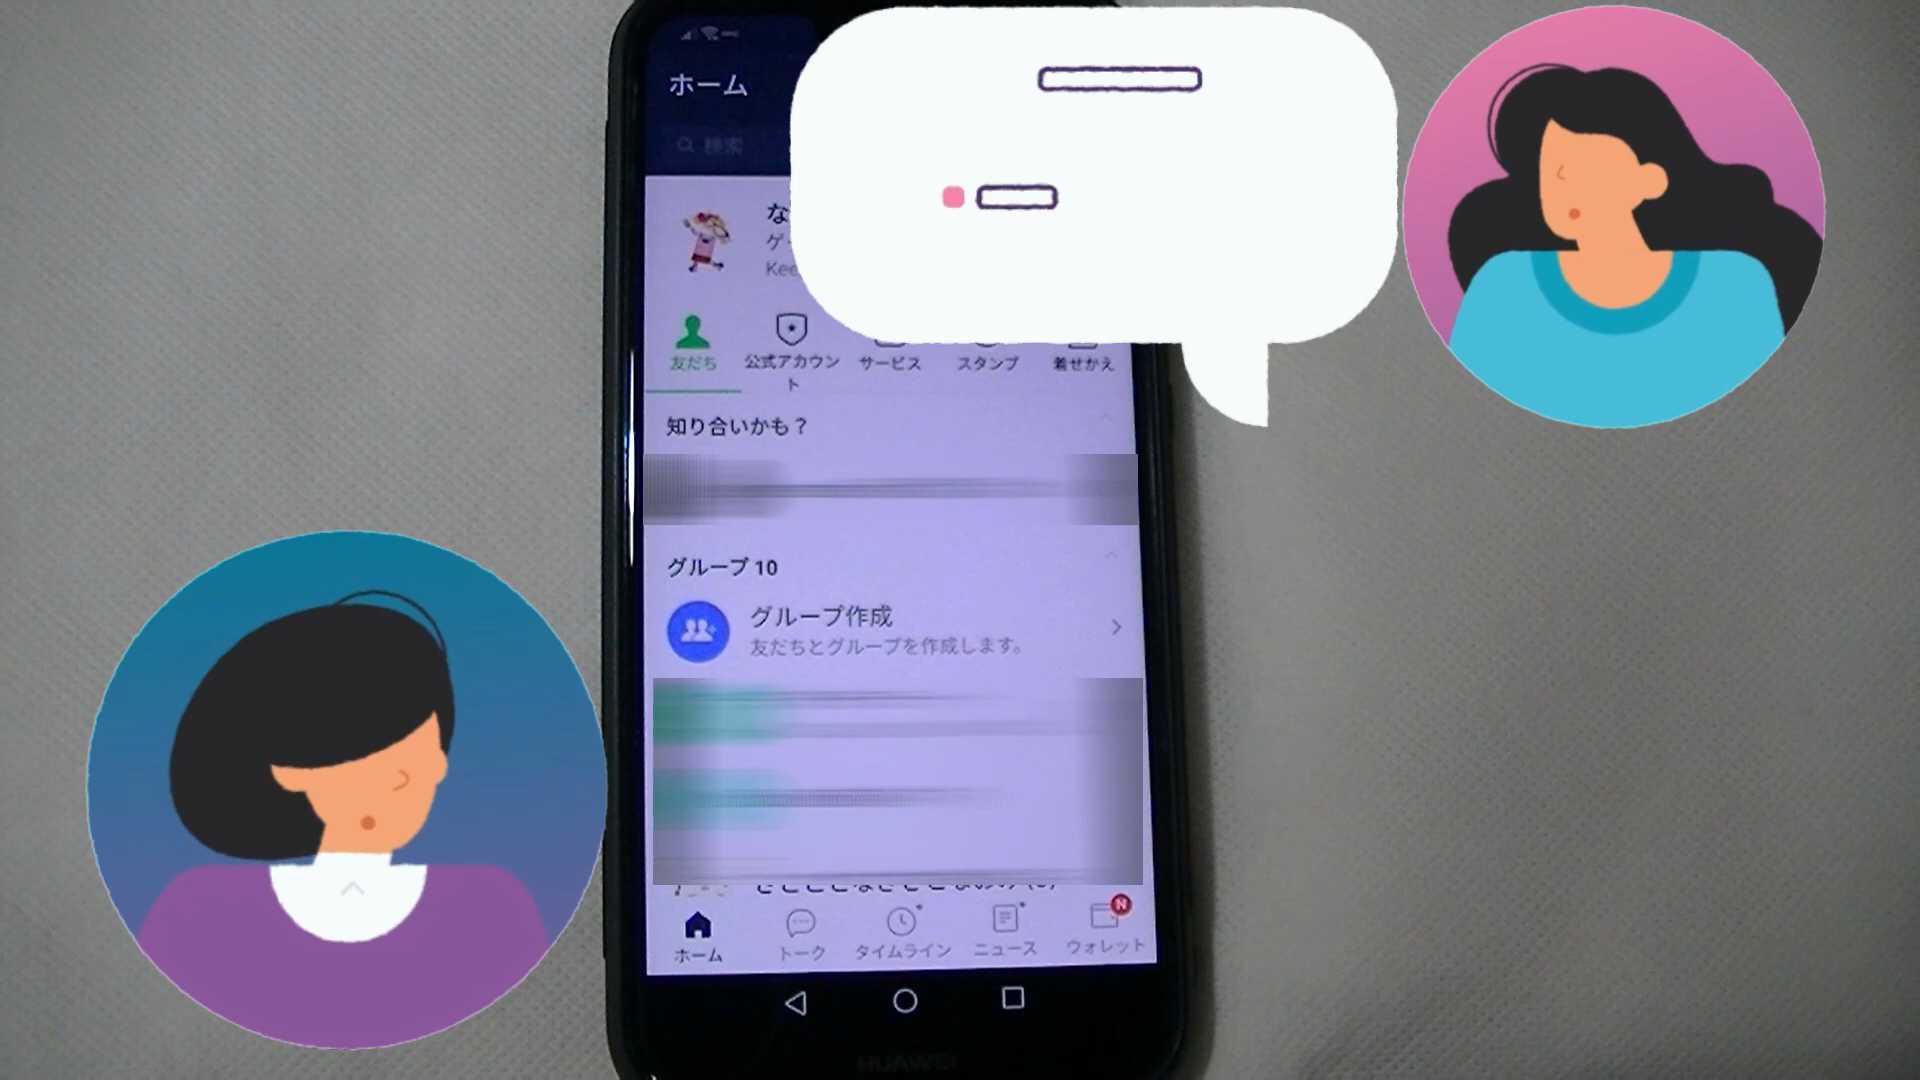 ホーム
検索
な
ゲ
Kee
友だち
公式アカウン
ト
サービス
スタンプ
着せかえ
知り合いかも？
グループ 10
グループ作成
友だちとグループを作成します。
N
ホーム
トーク
タイムライン
ニュース
ウォレット
HUAWEI